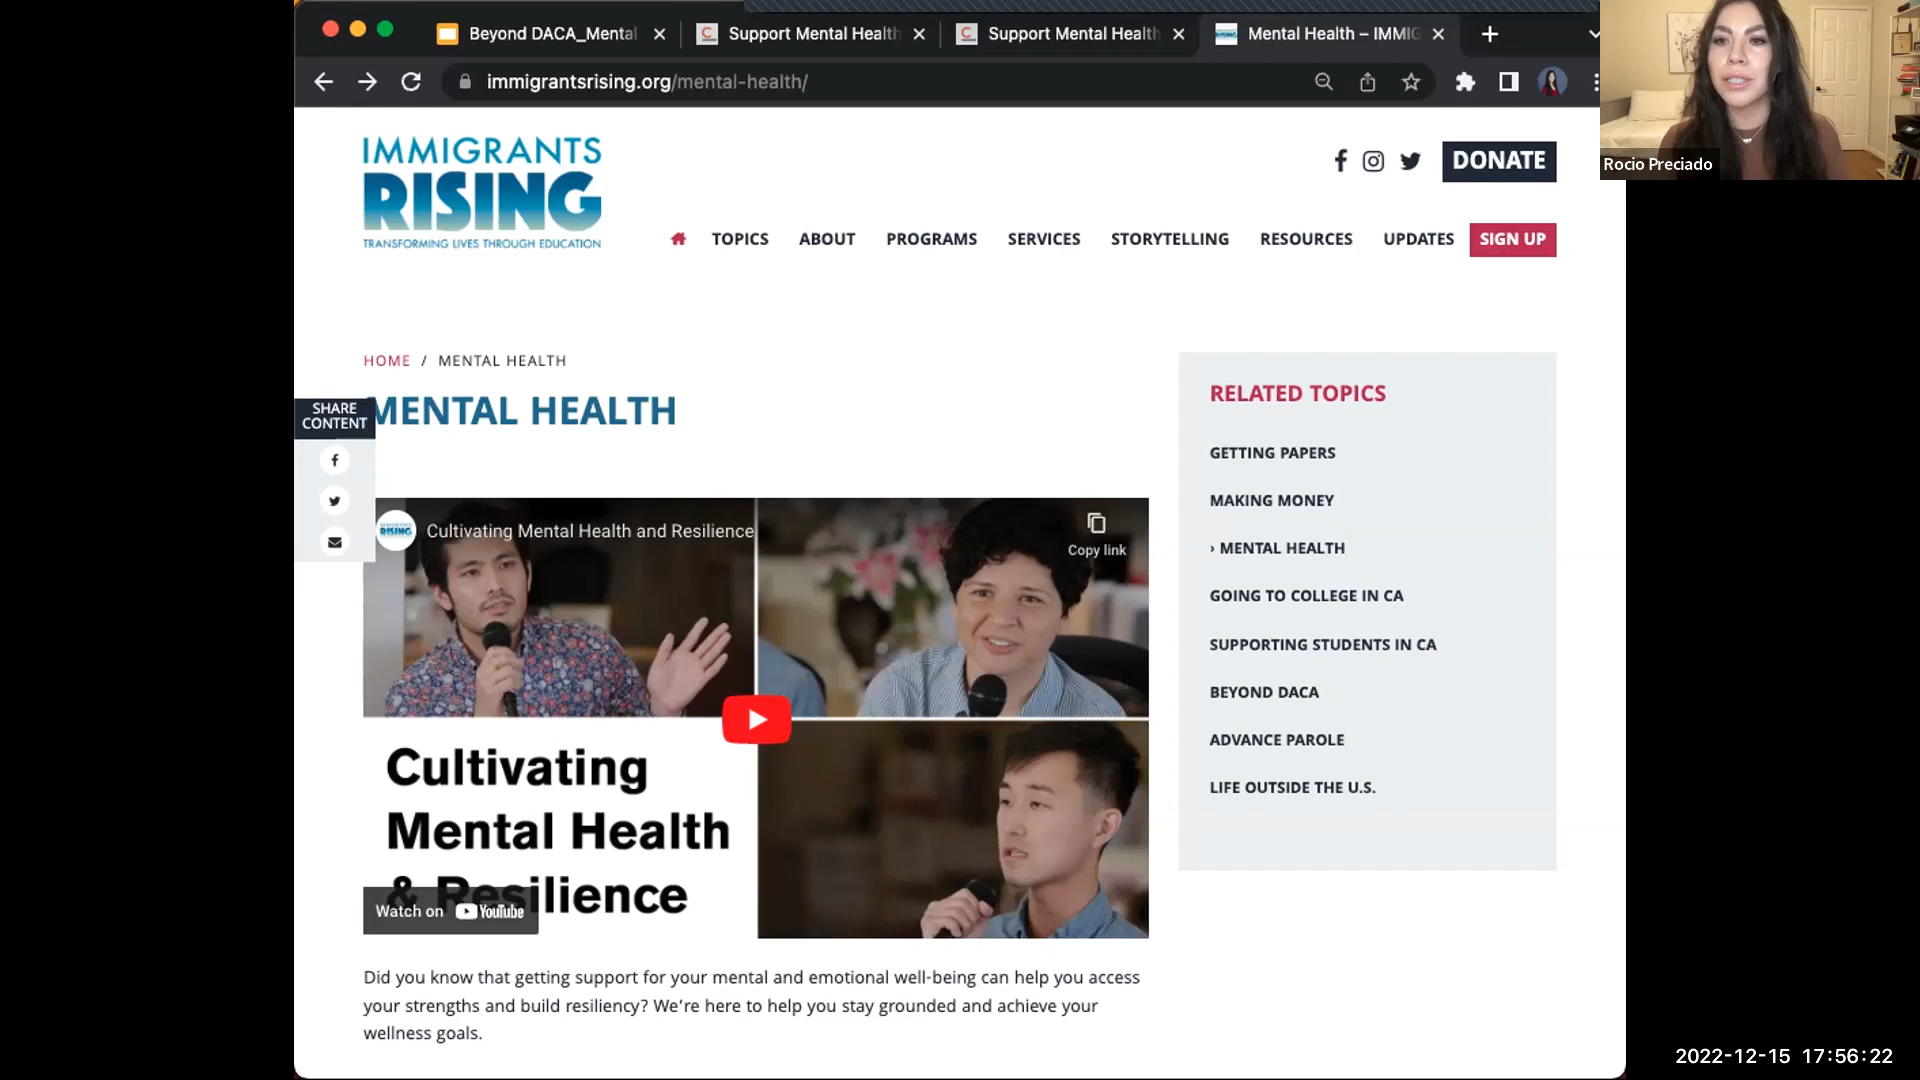 Beyond DACA_Mental
Support Mental Health
Support Mental Health
Mental Health – IMMIG
immigrantsrising.org/mental-health/
Rocio Preciado
IMMIGRANTS
RISING
TRANSFORMING LIVES THROUGH EDUCATION
DONATE
TOPICS ABOUT PROGRAMS SERVICES STORYTELLING RESOURCES UPDATES SIGN UP
HOME / MENTAL HEALTH
MENTAL HEALTH
SHARE
CONTENT
RISING
Cultivating Mental Health and Resilience
Copy link
Cultivating
Mental Health
& Resilience
Watch on YouTube
Did you know that getting support for your mental and emotional well-being can help you access
your strengths and build resiliency? We're here to help you stay grounded and achieve your
wellness goals.
RELATED TOPICS
GETTING PAPERS
MAKING MONEY
› MENTAL HEALTH
GOING TO COLLEGE IN CA
SUPPORTING STUDENTS IN CA
BEYOND DACA
ADVANCE PAROLE
LIFE OUTSIDE THE U.S.
2022-12-15 17:56:22